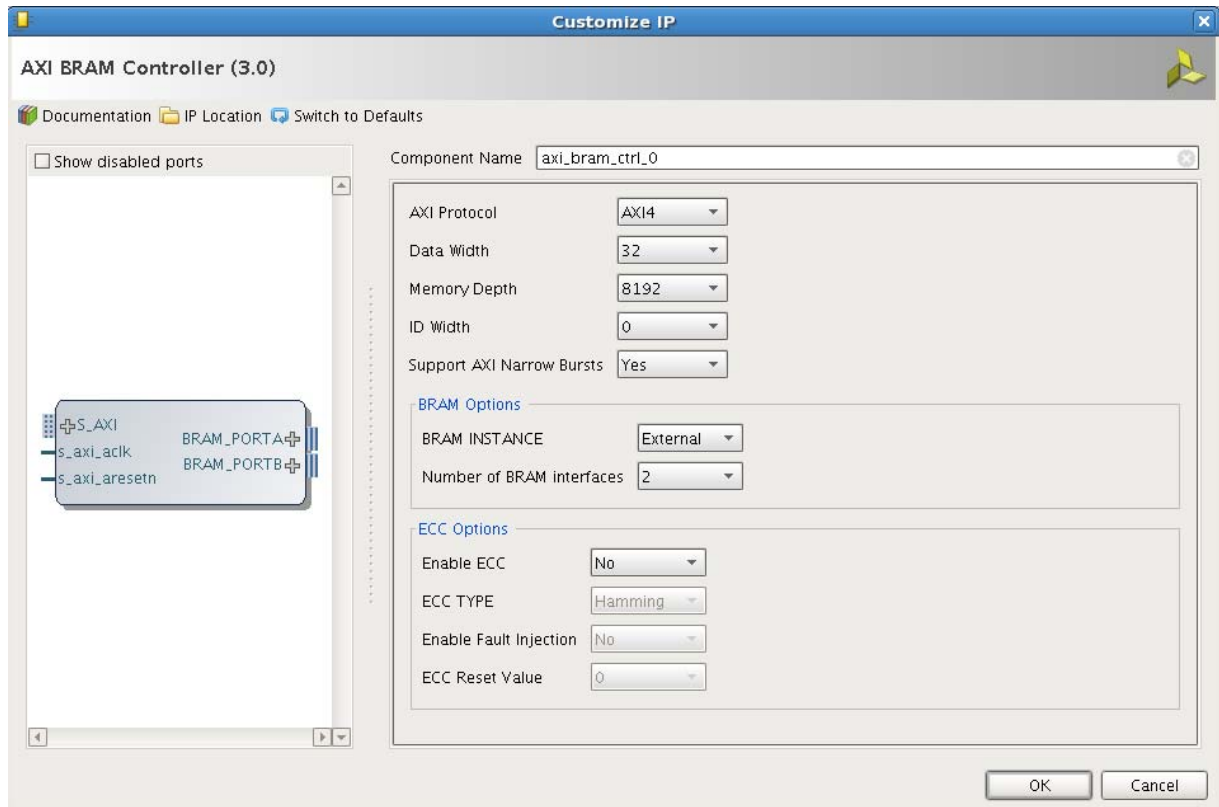 Customize IP
AXI BRAM Controller (3.0)
Documentation IP Location Switch to Defaults
Show disabled ports
S_AXI
s_axi_aclk
s_axi_aresetn
BRAM_PORTA
BRAM_PORTB
Component Name axi_bram_ctrl_0
AXI Protocol AXI4
Data Width 32
Memory Depth 8192
ID Width 0
Support AXI Narrow Bursts Yes
BRAM Options
BRAM INSTANCE External
Number of BRAM interfaces 2
ECC Options
Enable ECC No
ECC TYPE Hamming
Enable Fault Injection No
ECC Reset Value 0
OK Cancel